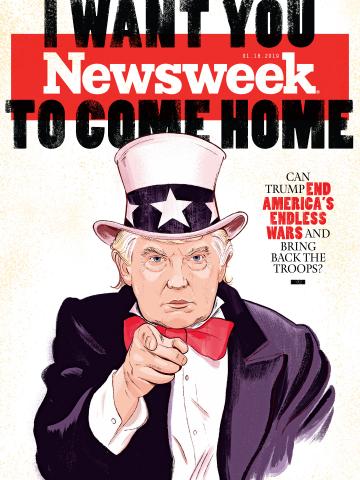 I WANT YOU
01.18.2019
Newsweek
TO COME HOME
CAN
TRUMP END
AMERICA'S
ENDLESS
WARS AND
BRING
BACK THE
TROOPS?